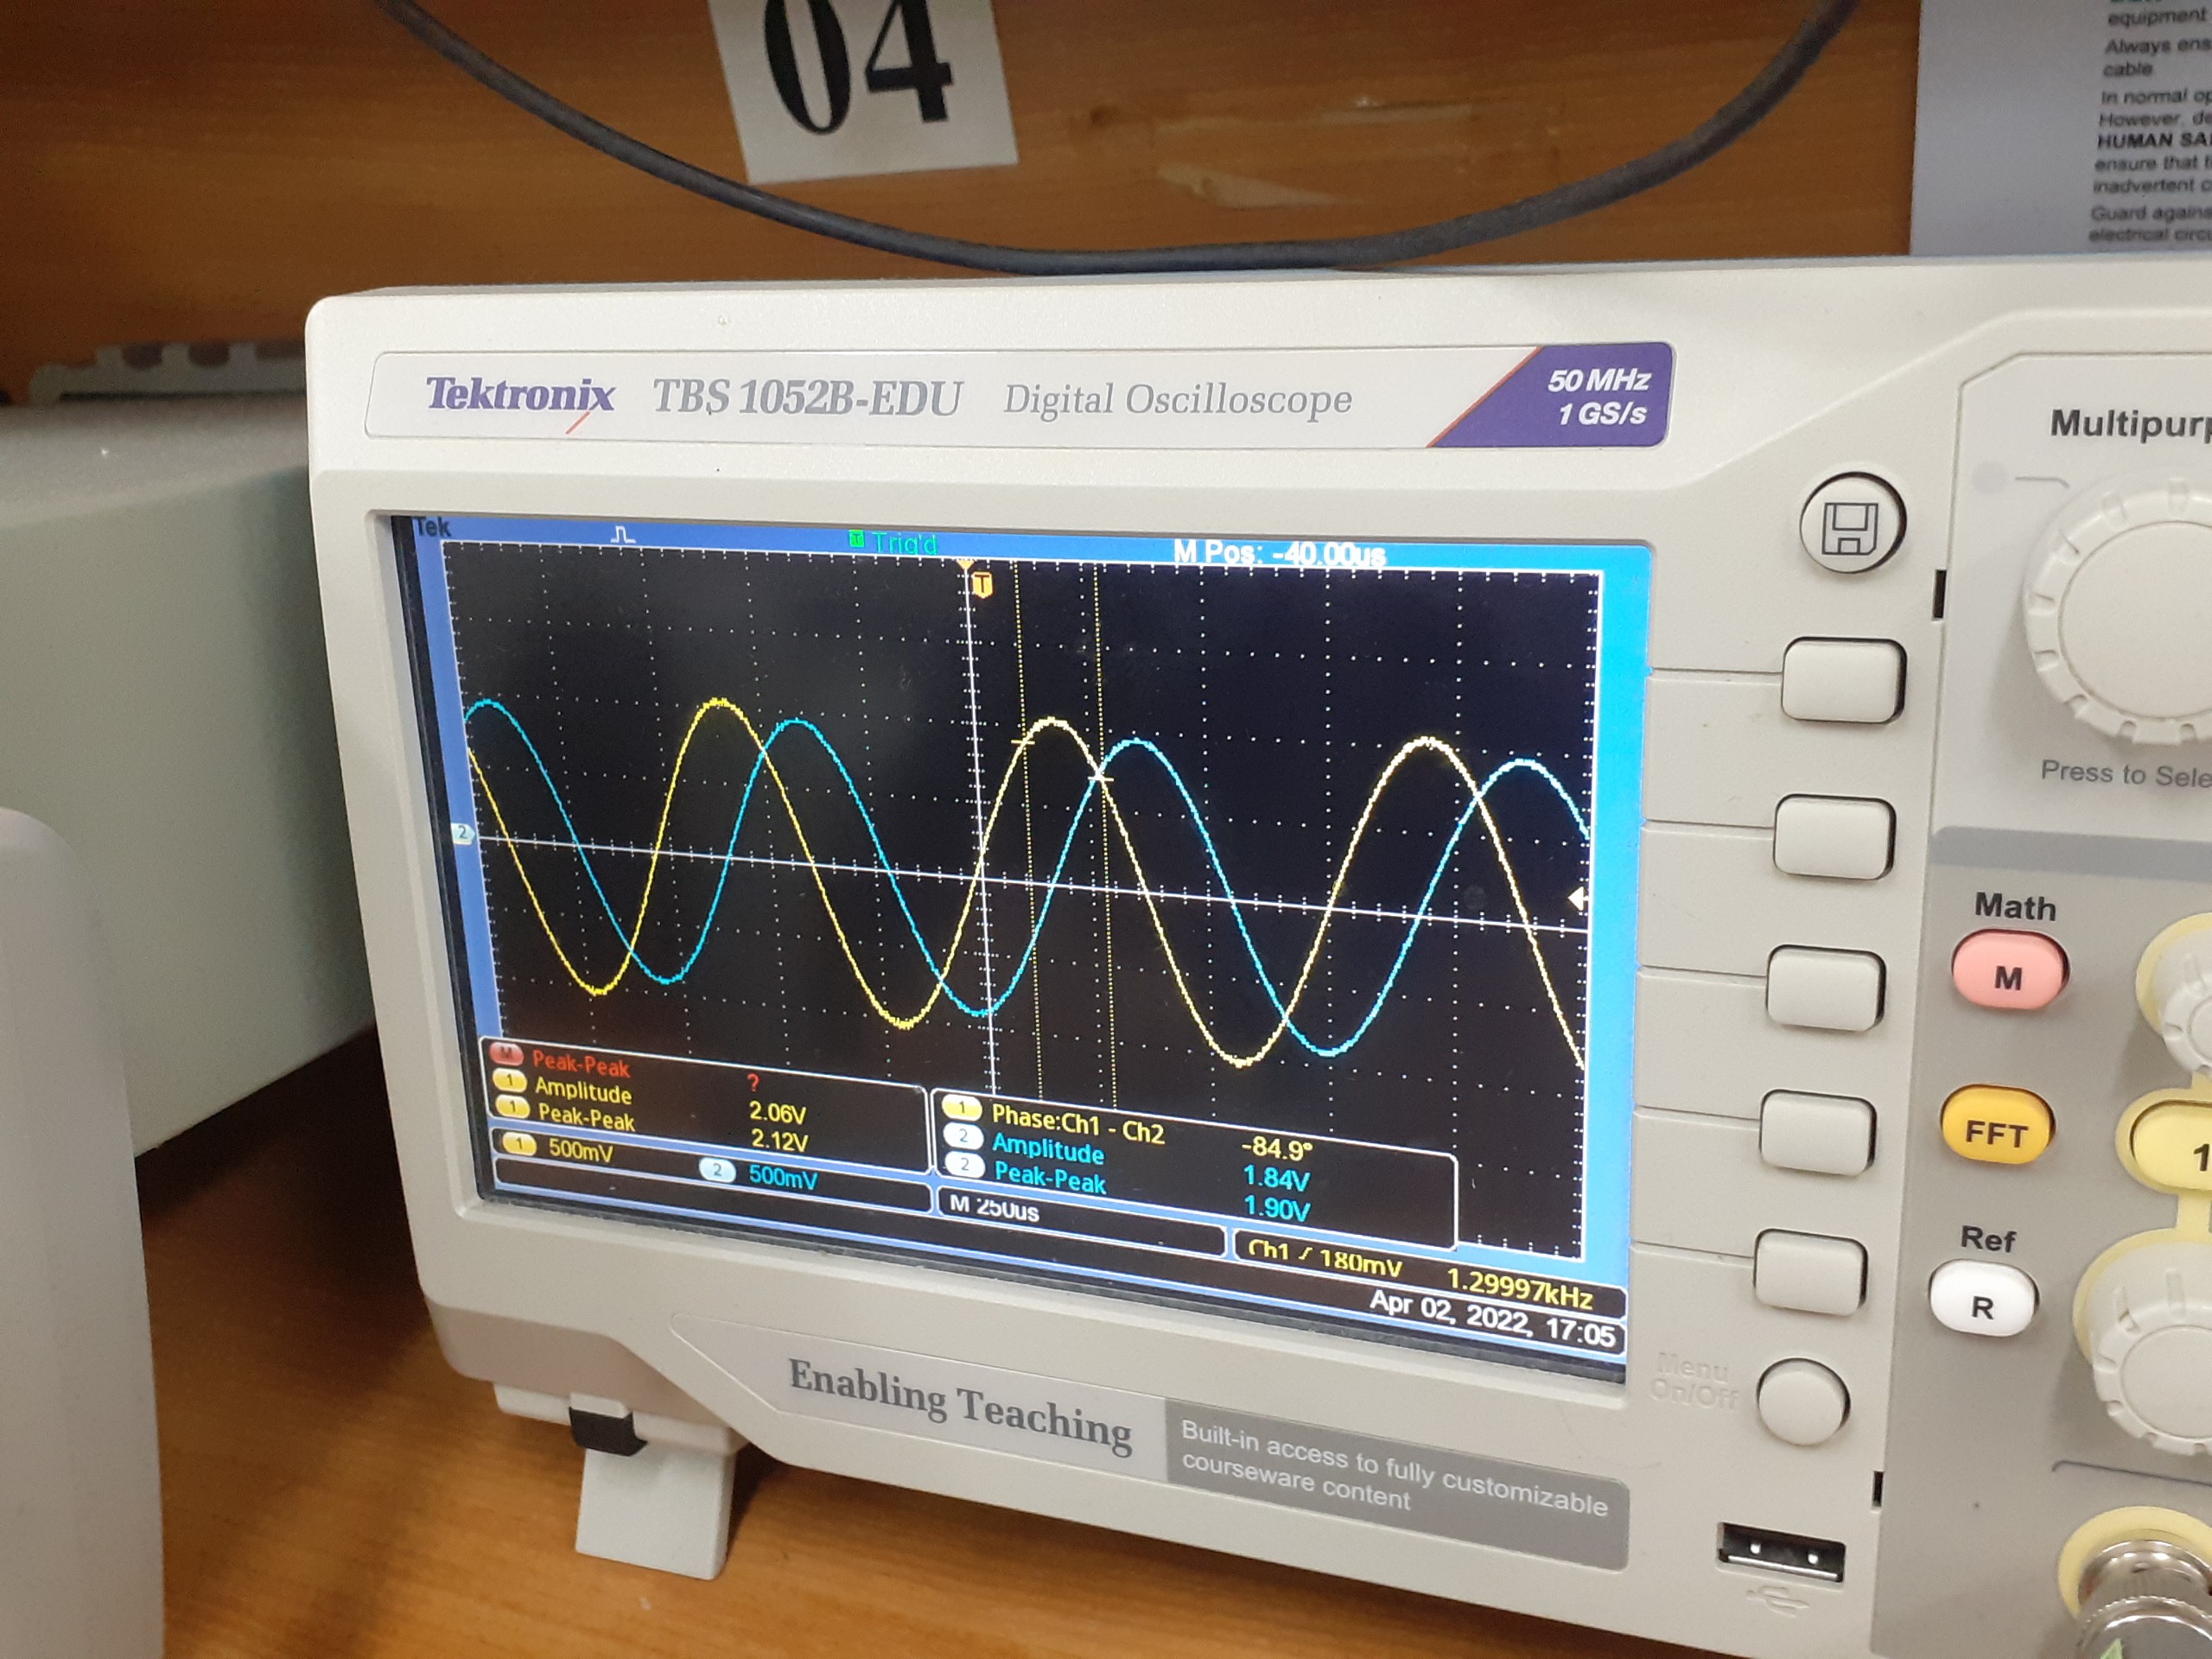 04
equipment
Always ens
cable
In normal op
However, de
HUMAN SA
ensure that
inadvertent c
Guard agains
electrical circu
Tektronix TBS 1052B-EDU Digital Oscilloscope
50 MHz
1 GS/s
Multipurp
Press to Sele
Tek
T Trig'd
M Pos: -40.00us
T
2
M Peak-Peak ?
1 Amplitude 2.06V
1 Peak-Peak 2.12V
1 Phase:Ch1 - Ch2 -84.9°
2 Amplitude 1.84V
2 Peak-Peak 1.90V
1 500mV 2 500mV
M 250us
Ch1 / 180mV 1.29997kHz
Apr 02, 2022, 17:05
Math
M
FFT
1
Ref
R
Menu
On/Off
Enabling Teaching
Built-in access to fully customizable
courseware content